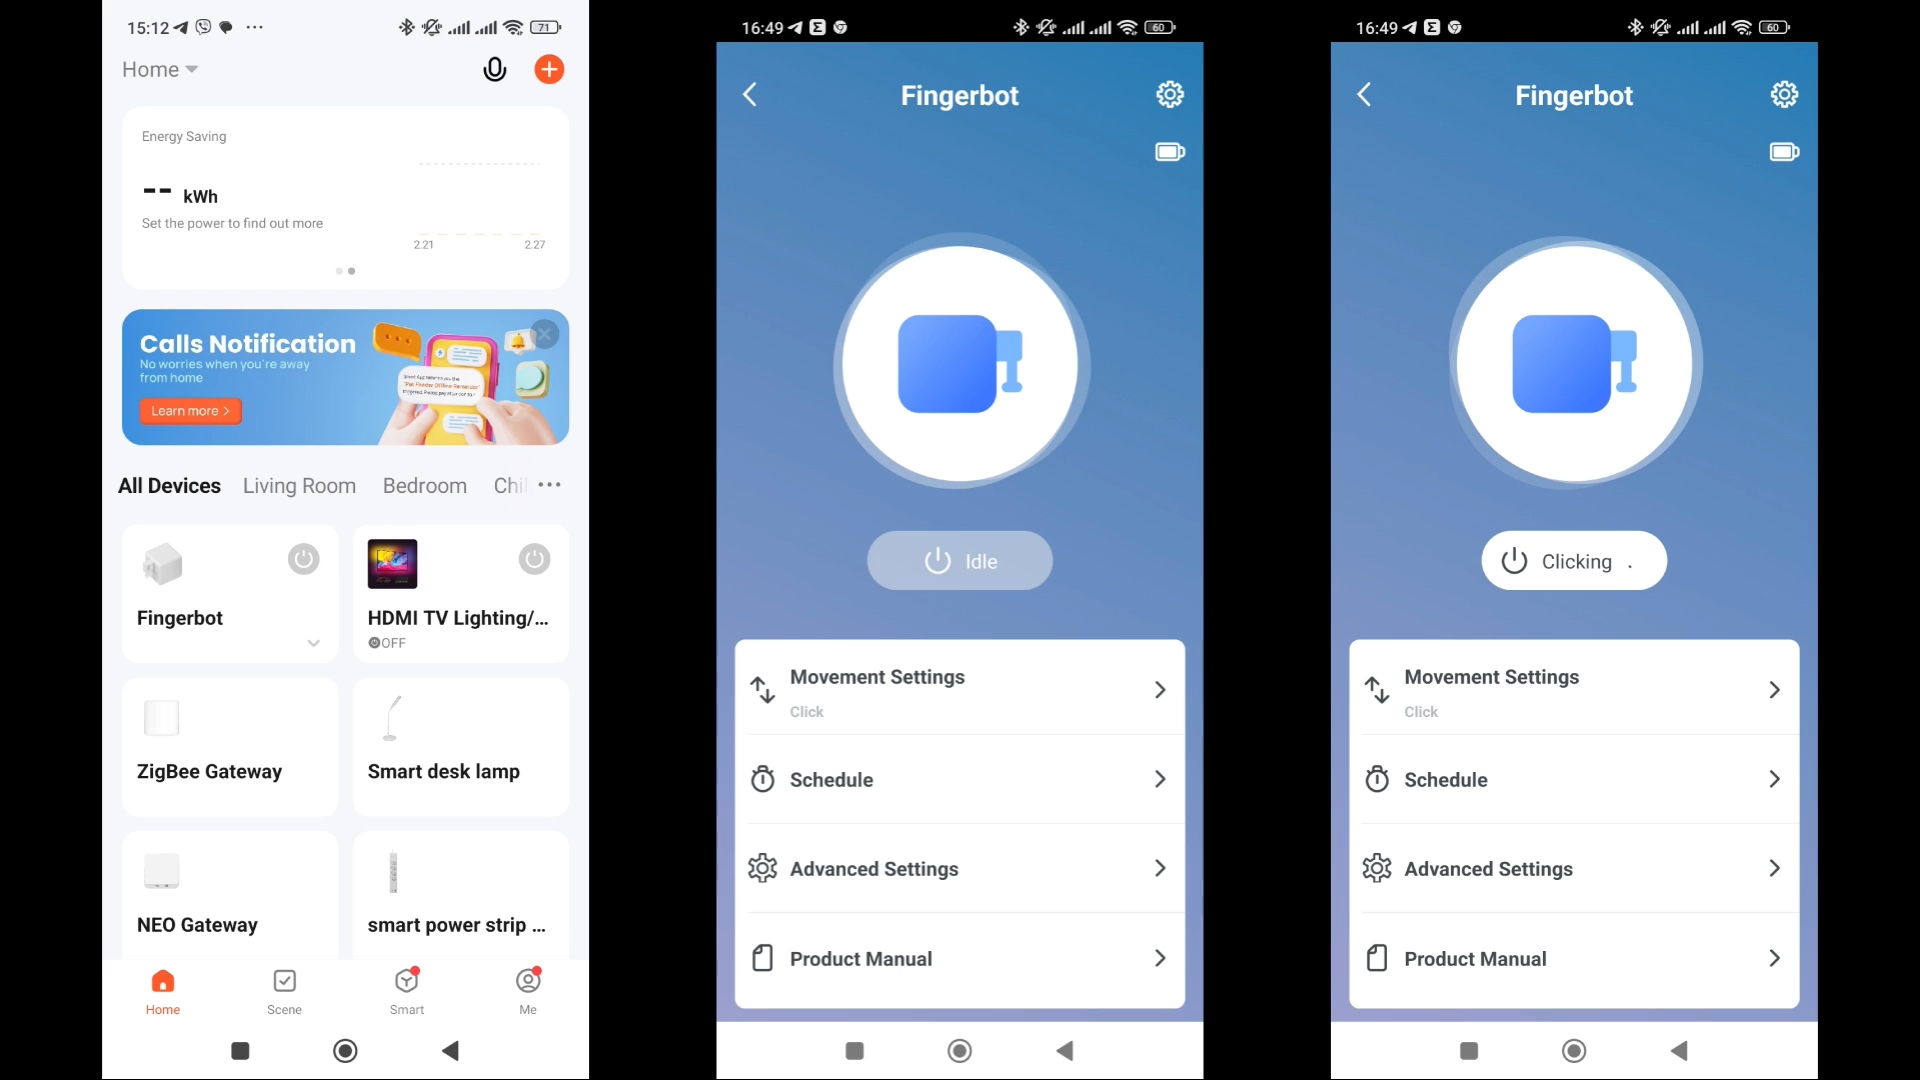 15:12
71
Home
Energy Saving
-- kWh
Set the power to find out more
2.21
2.27
Calls Notification
No worries when you're away
from home
Learn more >
All Devices
Living Room
Bedroom
Chil
Fingerbot
HDMI TV Lighting/...
OFF
ZigBee Gateway
Smart desk lamp
NEO Gateway
smart power strip ...
Home
Scene
Smart
Me
16:49
60
Fingerbot
Idle
Movement Settings
Click
Schedule
Advanced Settings
Product Manual
16:49
60
Fingerbot
Clicking .
Movement Settings
Click
Schedule
Advanced Settings
Product Manual